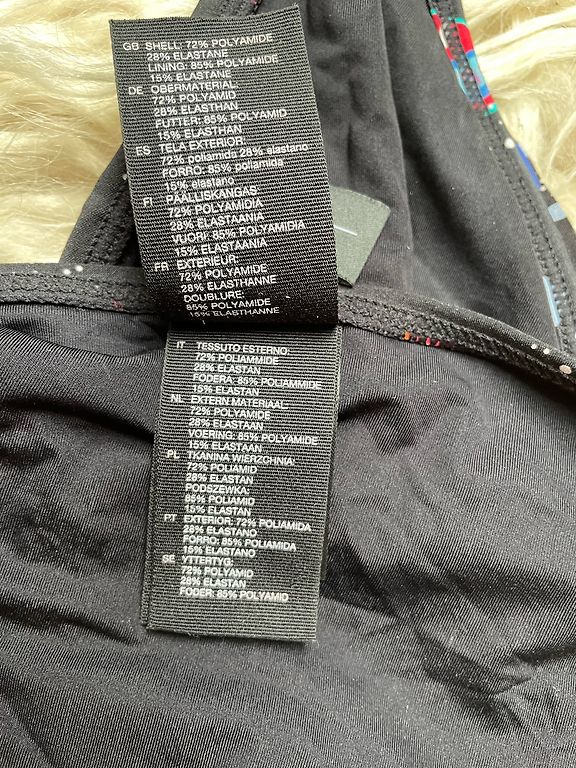 GB SHELL: 72% POLYAMIDE
28% ELASTANE
LINING: 85% POLYAMIDE
15% ELASTANE
DE OBERMATERIAL:
72% POLYAMID
28% ELASTHAN
FUTTER: 85% POLYAMID
15% ELASTHAN
ES TELA EXTERIOR:
72% poliamida 28% elastano
FORRO: 85% poliamida
15% elastano
FI PÄÄLLISKANGAS:
72% POLYAMIDIA
28% ELASTAANIA
VUORI: 85% POLYAMIDIA
15% ELASTAANIA
FR EXTERIEUR:
72% POLYAMIDE
28% ELASTHANNE
DOUBLURE:
85% POLYAMIDE
15% ELASTHANNE
IT TESSUTO ESTERNO:
72% POLIAMMIDE
28% ELASTAN
FODERA: 85% POLIAMMIDE
15% ELASTAN
NL EXTERN MATERIAAL:
72% POLYAMIDE
28% ELASTAAN
VOERING: 85% POLYAMIDE
15% ELASTAAN
PL TKANINA WIERZCHNIA:
72% POLIAMID
28% ELASTAN
PODSZEWKA:
85% POLIAMID
15% ELASTAN
PT EXTERIOR: 72% POLIAMIDA
28% ELASTANO
FORRO: 85% POLIAMIDA
15% ELASTANO
SE YTTERTYG:
72% POLYAMID
28% ELASTAN
FODER: 85% POLYAMID